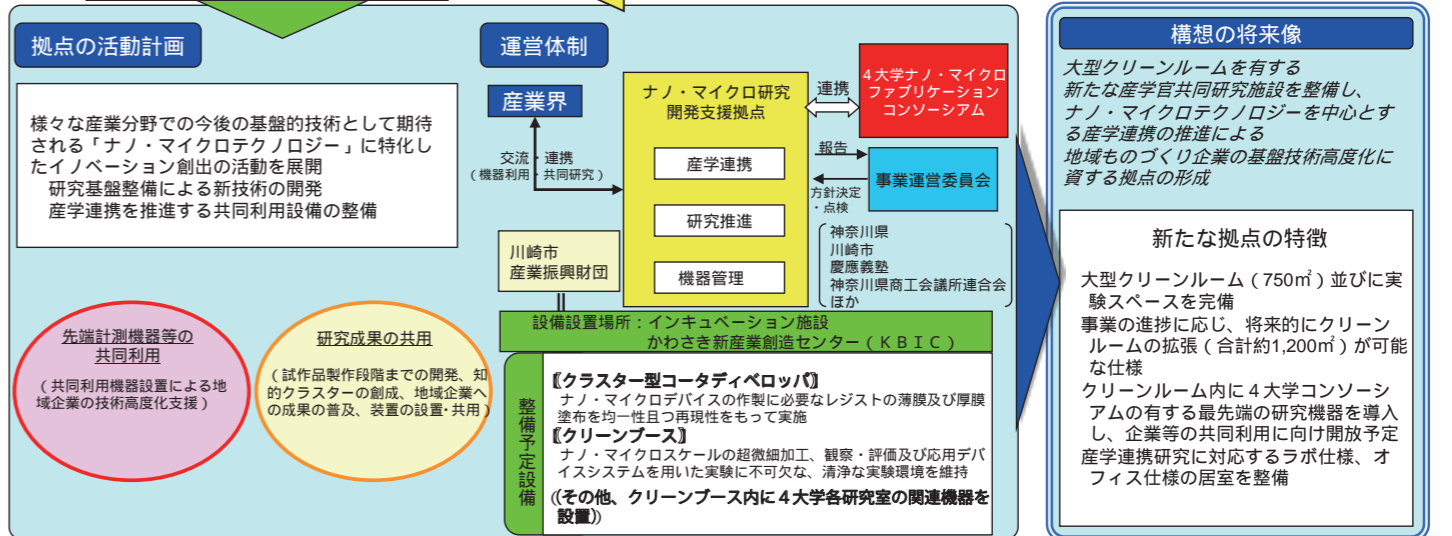 拠点の活動計画
様々な産業分野での今後の基盤的技術として期待
される「ナノ・マイクロテクノロジー」に特化し
たイノベーション創出の活動を展開
研究基盤整備による新技術の開発
産学連携を推進する共同利用設備の整備
先端計測機器等の
共同利用
（共同利用機器設置による地
域企業の技術高度化支援）
研究成果の共用
（試作品製作段階までの開発、知
的クラスターの創成、地域企業へ
の成果の普及、装置の設置・共用）
運営体制
産業界
交流・連携
（機器利用・共同研究）
川崎市
産業振興財団
ナノ・マイクロ研究
開発支援拠点
産学連携
研究推進
機器管理
連携
４大学ナノ・マイクロ
ファブリケーション
コンソーシアム
報告
方針決定
・点検
事業運営委員会
神奈川県
川崎市
慶應義塾
神奈川県商工会議所連合会
ほか
設備設置場所：インキュベーション施設
かわさき新産業創造センター（ＫＢＩＣ）
整備予定設備
〖クラスター型コータディベロッパ〗
ナノ・マイクロデバイスの作製に必要なレジストの薄膜及び厚膜
塗布を均一性且つ再現性をもって実施
〖クリーンブース〗
ナノ・マイクロスケールの超微細加工、観察・評価及び応用デバ
イスシステムを用いた実験に不可欠な、清浄な実験環境を維持
((その他、クリーンブース内に４大学各研究室の関連機器を
設置))
構想の将来像
大型クリーンルームを有する
新たな産学官共同研究施設を整備し、
ナノ・マイクロテクノロジーを中心とす
る産学連携の推進による
地域ものづくり企業の基盤技術高度化に
資する拠点の形成
新たな拠点の特徴
大型クリーンルーム（750㎡）並びに実
験スペースを完備
事業の進捗に応じ、将来的にクリーン
ルームの拡張（合計約1,200㎡）が可能
な仕様
クリーンルーム内に４大学コンソーシ
アムの有する最先端の研究機器を導入
し、企業等の共同利用に向け開放予定
産学連携研究に対応するラボ仕様、オ
フィス仕様の居室を整備